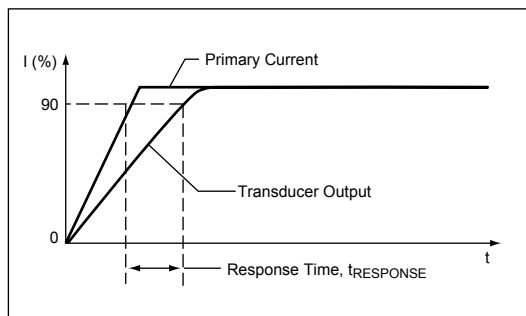 I (%)
Primary Current
90
Transducer Output
0
t
Response Time, tRESPONSE